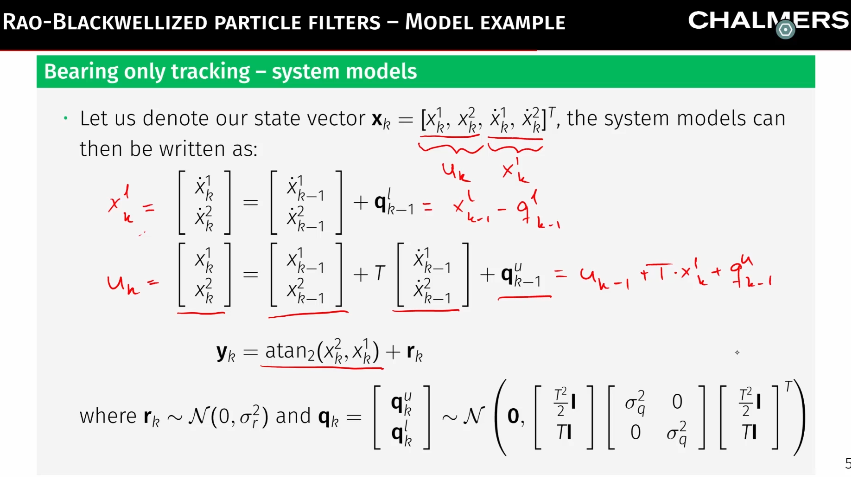 RAO-BLACKWELLIZED PARTICLE FILTERS – MODEL EXAMPLE CHALMERS
Bearing only tracking – system models
· Let us denote our state vector x_k = [x_k^1, x_k^2, ẋ_k^1, ẋ_k^2]^T, the system models can
then be written as:
u_k x_k^l
x_k^l = [ẋ_k^1 ẋ_k^2] = [ẋ_{k-1}^1 ẋ_{k-1}^2] + q_{k-1}^l = x_{k-1}^l - q_{k-1}^l
u_k = [x_k^1 x_k^2] = [x_{k-1}^1 x_{k-1}^2] + T [ẋ_{k-1}^1 ẋ_{k-1}^2] + q_{k-1}^u = u_{k-1} + T · x_k^l + q_{k-1}^u
y_k = atan_2(x_k^2, x_k^1) + r_k
where r_k ~ N(0, σ_r^2) and q_k = [q_k^u q_k^l] ~ N (0, [T^2/2 I TI] [σ_q^2 0 0 σ_q^2] [T^2/2 I TI]^T)
5